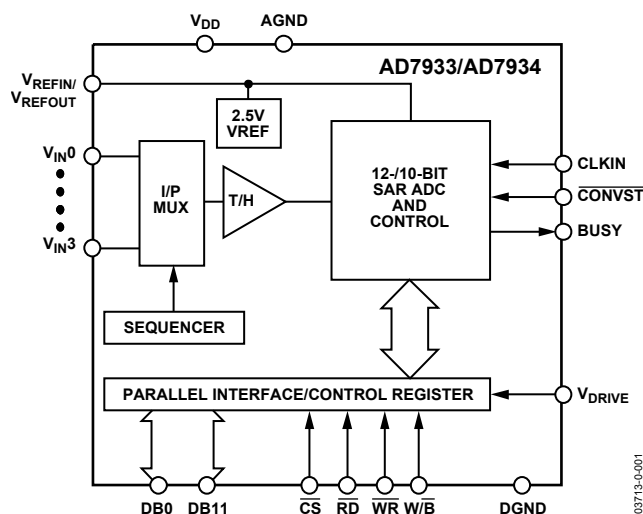 VDD AGND
AD7933/AD7934
VREFIN/
VREFOUT
2.5V
VREF
VIN0
VIN3
I/P
MUX
T/H
12-/10-BIT
SAR ADC
AND
CONTROL
CLKIN
CONVST
BUSY
SEQUENCER
PARALLEL INTERFACE/CONTROL REGISTER
VDRIVE
DB0 DB11 CS RD WR W/B DGND
03713-0-001